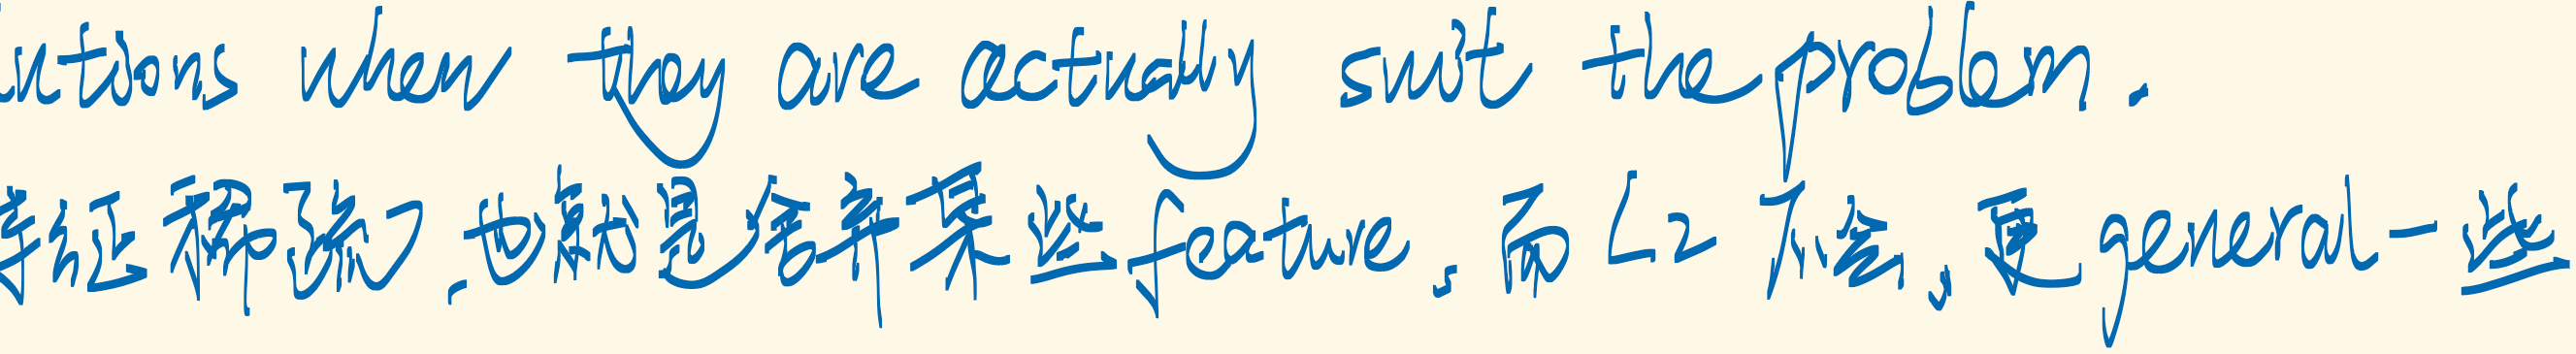 utions when they are actually suit the problem.
特征稀疏，也就是舍弃某些feature，而L2不会，更general一些